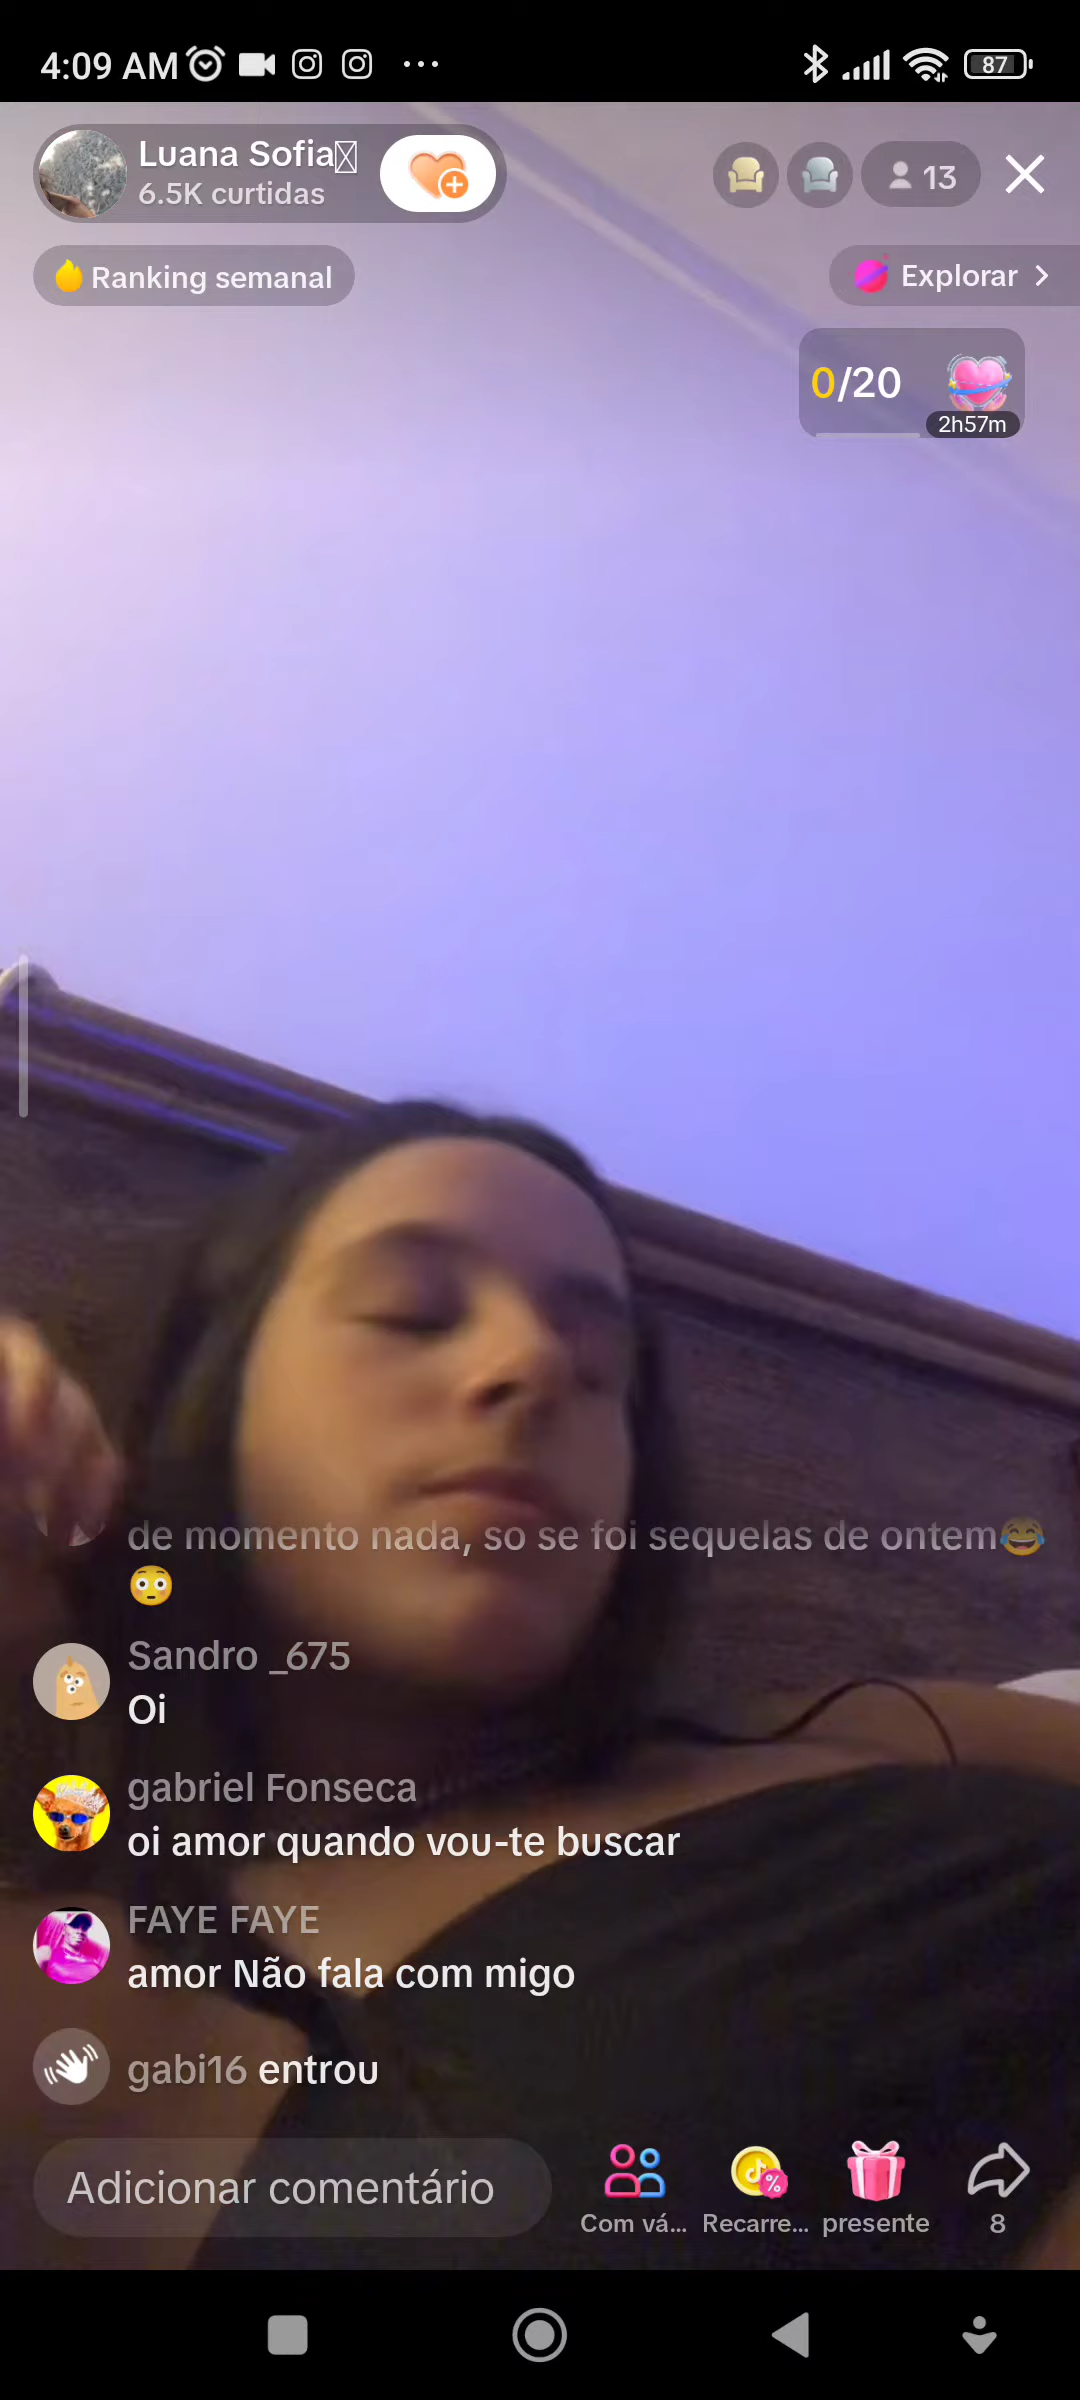 4:09 AM
87
Luana Sofia
6.5K curtidas
13
Ranking semanal
Explorar
0/20
2h57m
de momento nada, so se foi sequelas de ontem😂
😳
Sandro _675
Oi
gabriel Fonseca
oi amor quando vou-te buscar
FAYE FAYE
amor Não fala com migo
gabi16 entrou
Adicionar comentário
Com vá...
Recarre...
presente
8